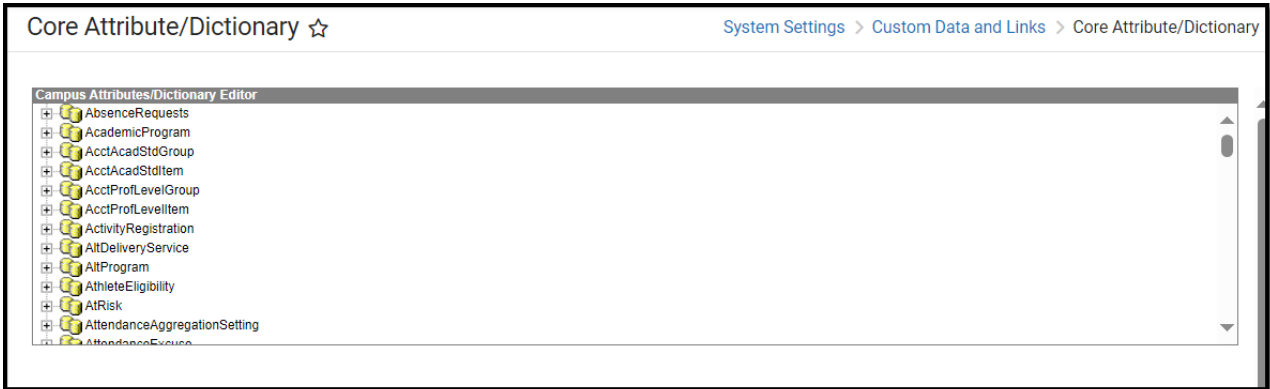 Core Attribute/Dictionary
System Settings > Custom Data and Links > Core Attribute/Dictionary
Campus Attributes/Dictionary Editor
AbsenceRequests
AcademicProgram
AcctAcadStdGroup
AcctAcadStdItem
AcctProfLevelGroup
AcctProfLevelItem
ActivityRegistration
AltDeliveryService
AltProgram
AthleteEligibility
AtRisk
AttendanceAggregationSetting
AttendanceExcuse